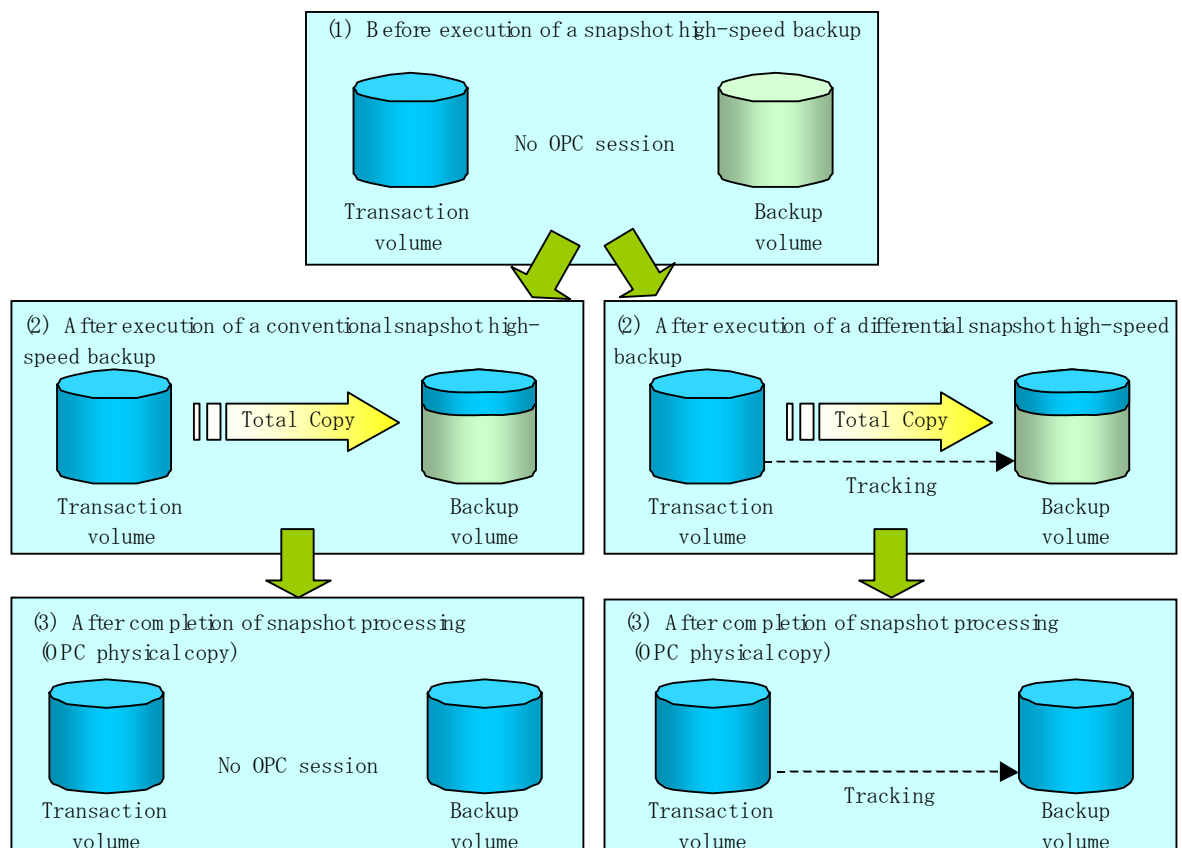 (1) Before execution of a snapshot high-speed backup
No OPC session
Transaction
volume
Backup
volume
(2) After execution of a conventional snapshot high-
speed backup
Total Copy
Transaction
volume
Backup
volume
(2) After execution of a differential snapshot high-speed
backup
Total Copy
Tracking
Transaction
volume
Backup
volume
(3) After completion of snapshot processing
(OPC physical copy)
No OPC session
Transaction
volume
Backup
volume
(3) After completion of snapshot processing
(OPC physical copy)
Tracking
Transaction
volume
Backup
volume